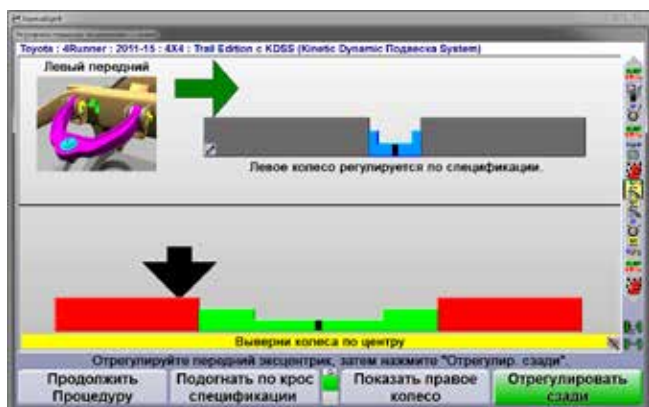 Toyota : 4Runner : 2011-15 : 4X4 : Trail Edition с KDSS (Kinetic Dynamic Подвеска System)
Левый передний
Левое колесо регулируется по спецификации.
Выверни колеса по центру
Отрегулируйте передний эксцентрик, затем нажмите "Отрегулир. сзади".
Продолжить
Процедуру
Подогнать по крос
спецификации
Показать правое
колесо
Отрегулировать
сзади